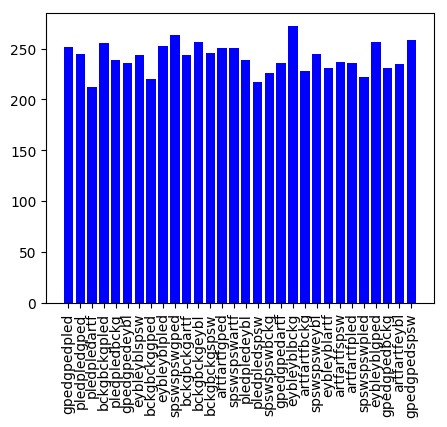 250
200
150
100
50
0
gpedgpedpled
pledpledgped
pledpledartf
bckgbckgpled
pledpledbckg
gpedgpedeybl
eybleyblspsw
bckgbckggped
eybleyblpled
spswspswgped
bckgbckgartf
bckgbckgeybl
bckgbckgspsw
artfartfgped
spswspswartf
pledpledeybl
pledpledspsw
spswspswbckg
gpedgpedartf
eybleyblbckg
artfartfbckg
spswspsweybl
eybleyblartf
artfartfspsw
artfartfpled
spswspswpled
eybleyblgped
gpedgpedbckg
artfartfeybl
gpedgpedspsw